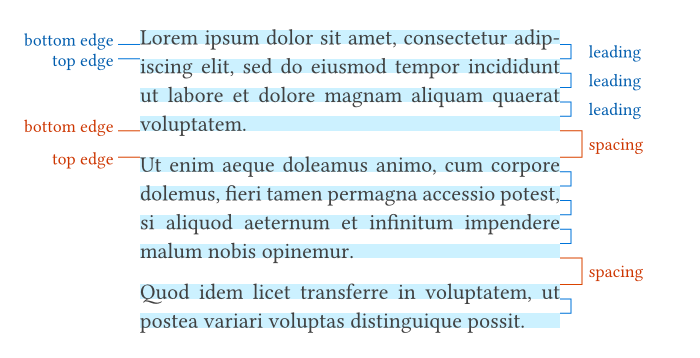 bottom edge
Lorem ipsum dolor sit amet, consectetur adip-
leading
top edge
iscing elit, sed do eiusmod tempor incididunt
leading
ut labore et dolore magnam aliquam quaerat
leading
bottom edge
voluptatem.
spacing
top edge
Ut enim aeque doleamus animo, cum corpore
dolemus, fieri tamen permagna accessio potest,
si aliquod aeternum et infinitum impendere
malum nobis opinemur.
spacing
Quod idem licet transferre in voluptatem, ut
postea variari voluptas distinguique possit.